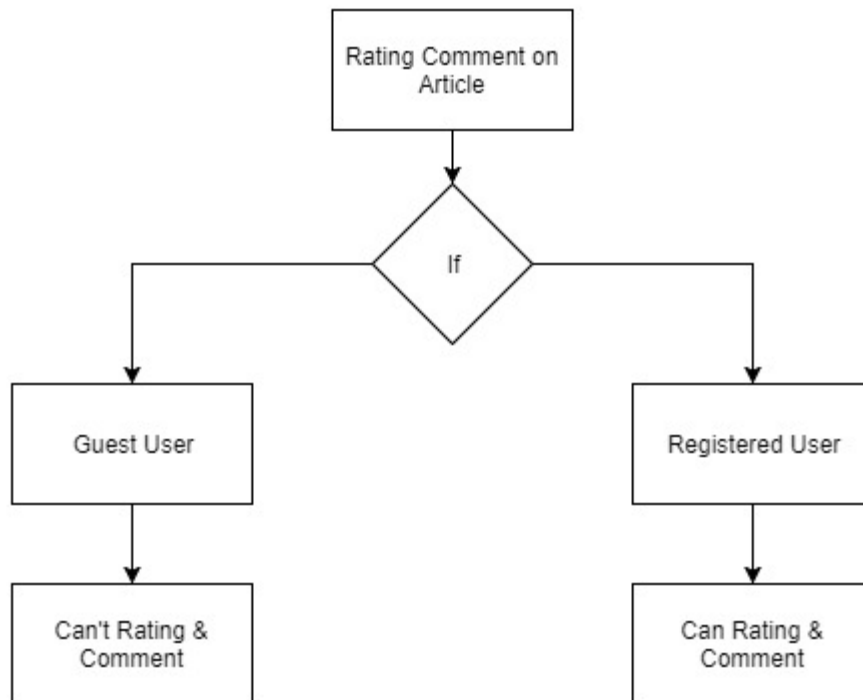 Rating Comment on
Article
If
Guest User
Registered User
Can't Rating &
Comment
Can Rating &
Comment